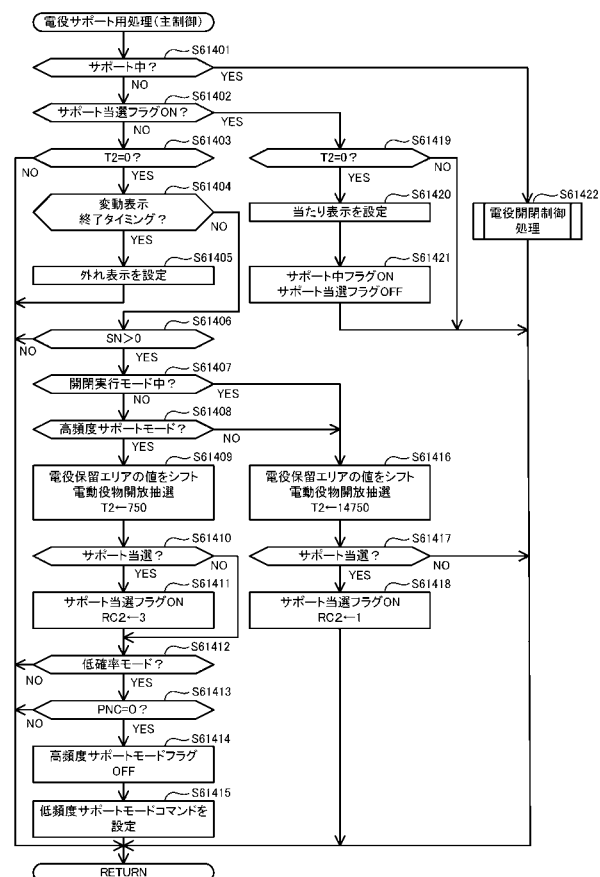 電役サポート用処理(主制御)
S61401
サポート中?
YES
NO
S61402
サポート当選フラグON?
YES
NO
S61403
T2=0?
NO
YES
S61404
変動表示
終了タイミング?
NO
YES
S61405
外れ表示を設定
S61419
T2=0?
NO
YES
S61420
当たり表示を設定
S61421
サポート中フラグON
サポート当選フラグOFF
S61422
電役開閉制御
処理
S61406
SN>0
NO
YES
S61407
開閉実行モード中?
YES
NO
S61408
高頻度サポートモード?
NO
YES
S61409
電役保留エリアの値をシフト
電動役物開放抽選
T2←750
S61410
サポート当選?
NO
YES
S61411
サポート当選フラグON
RC2←3
S61416
電役保留エリアの値をシフト
電動役物開放抽選
T2←14750
S61417
サポート当選?
NO
YES
S61418
サポート当選フラグON
RC2←1
S61412
低確率モード?
NO
YES
S61413
PNC=0?
NO
YES
S61414
高頻度サポートモードフラグ
OFF
S61415
低頻度サポートモードコマンドを
設定
RETURN